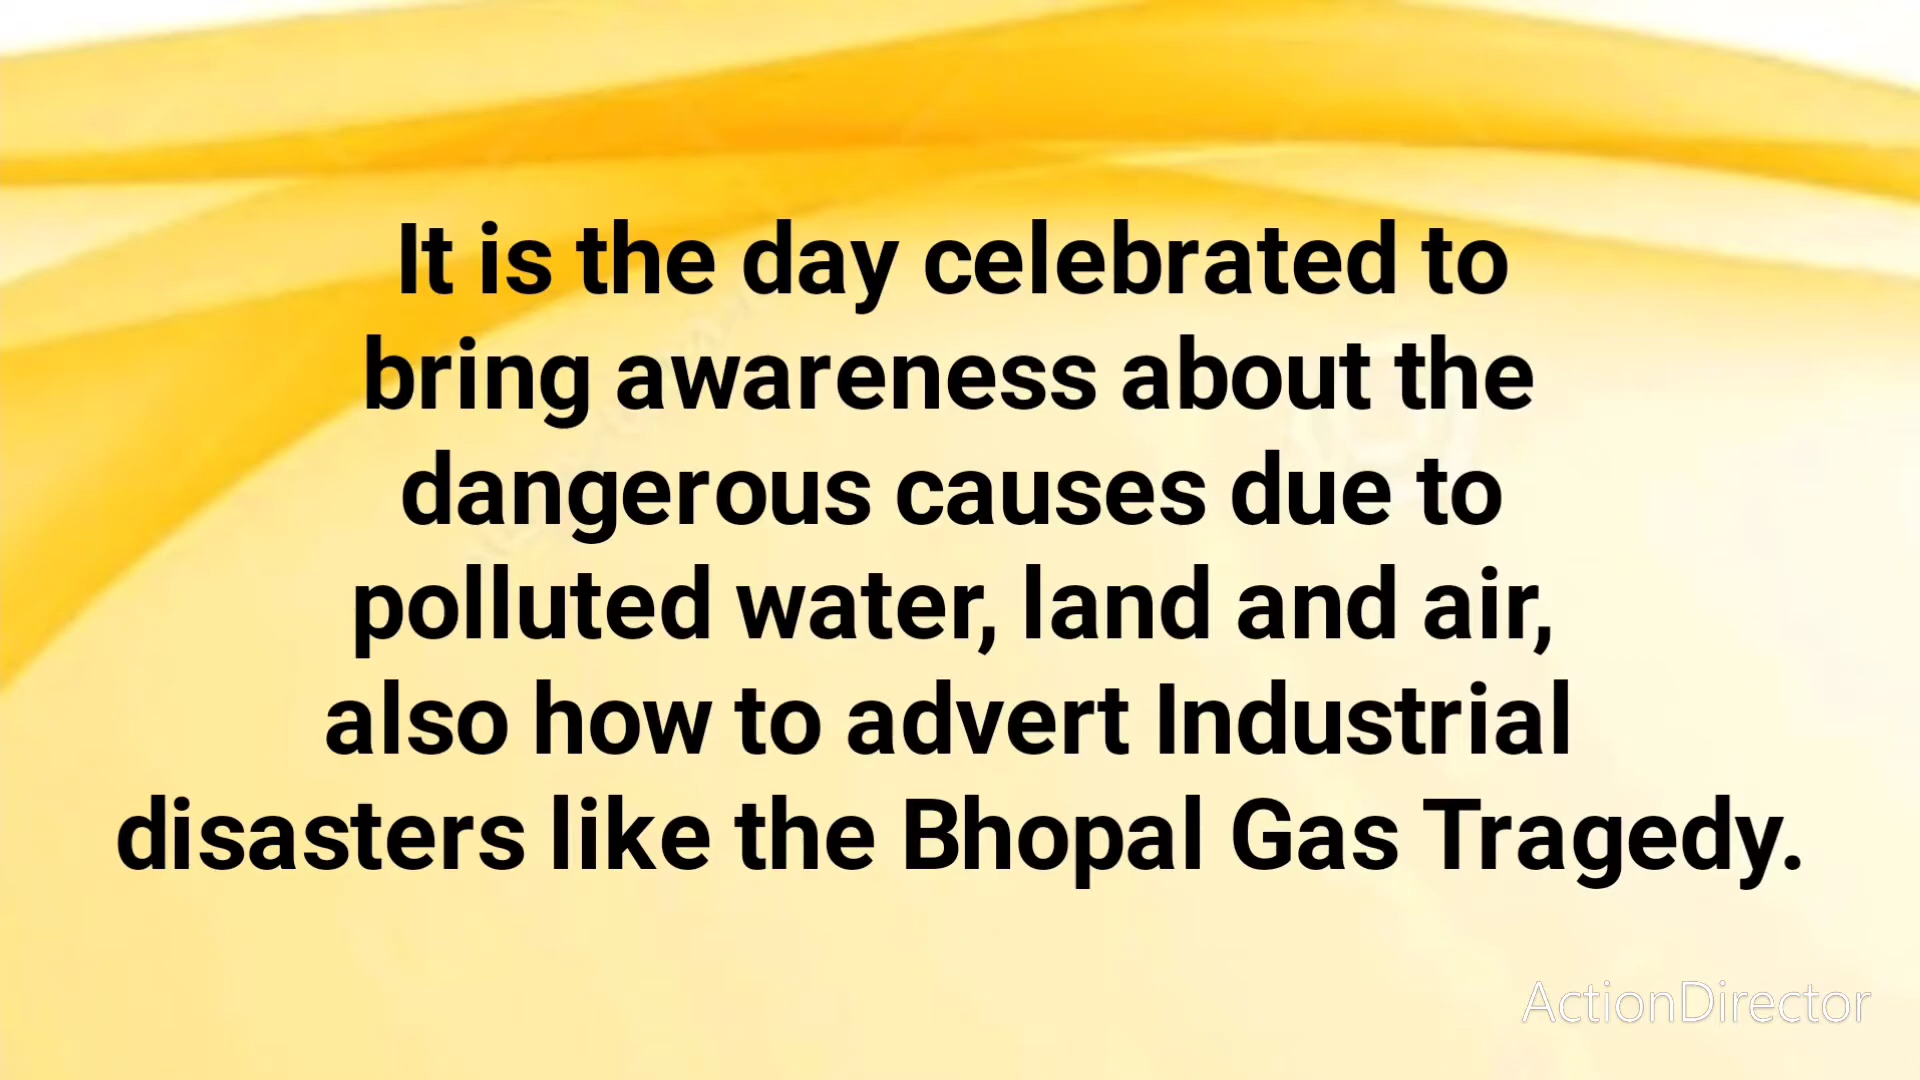 It is the day celebrated to
bring awareness about the
dangerous causes due to
polluted water, land and air,
also how to advert Industrial
disasters like the Bhopal Gas Tragedy.
ActionDirector